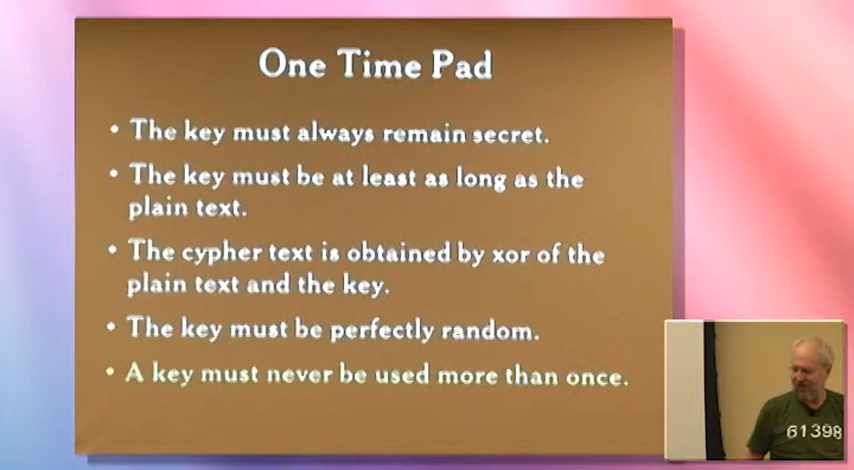 One Time Pad
• The key must always remain secret.
• The key must be at least as long as the
plain text.
• The cypher text is obtained by xor of the
plain text and the key.
• The key must be perfectly random.
• A key must never be used more than once.
61398